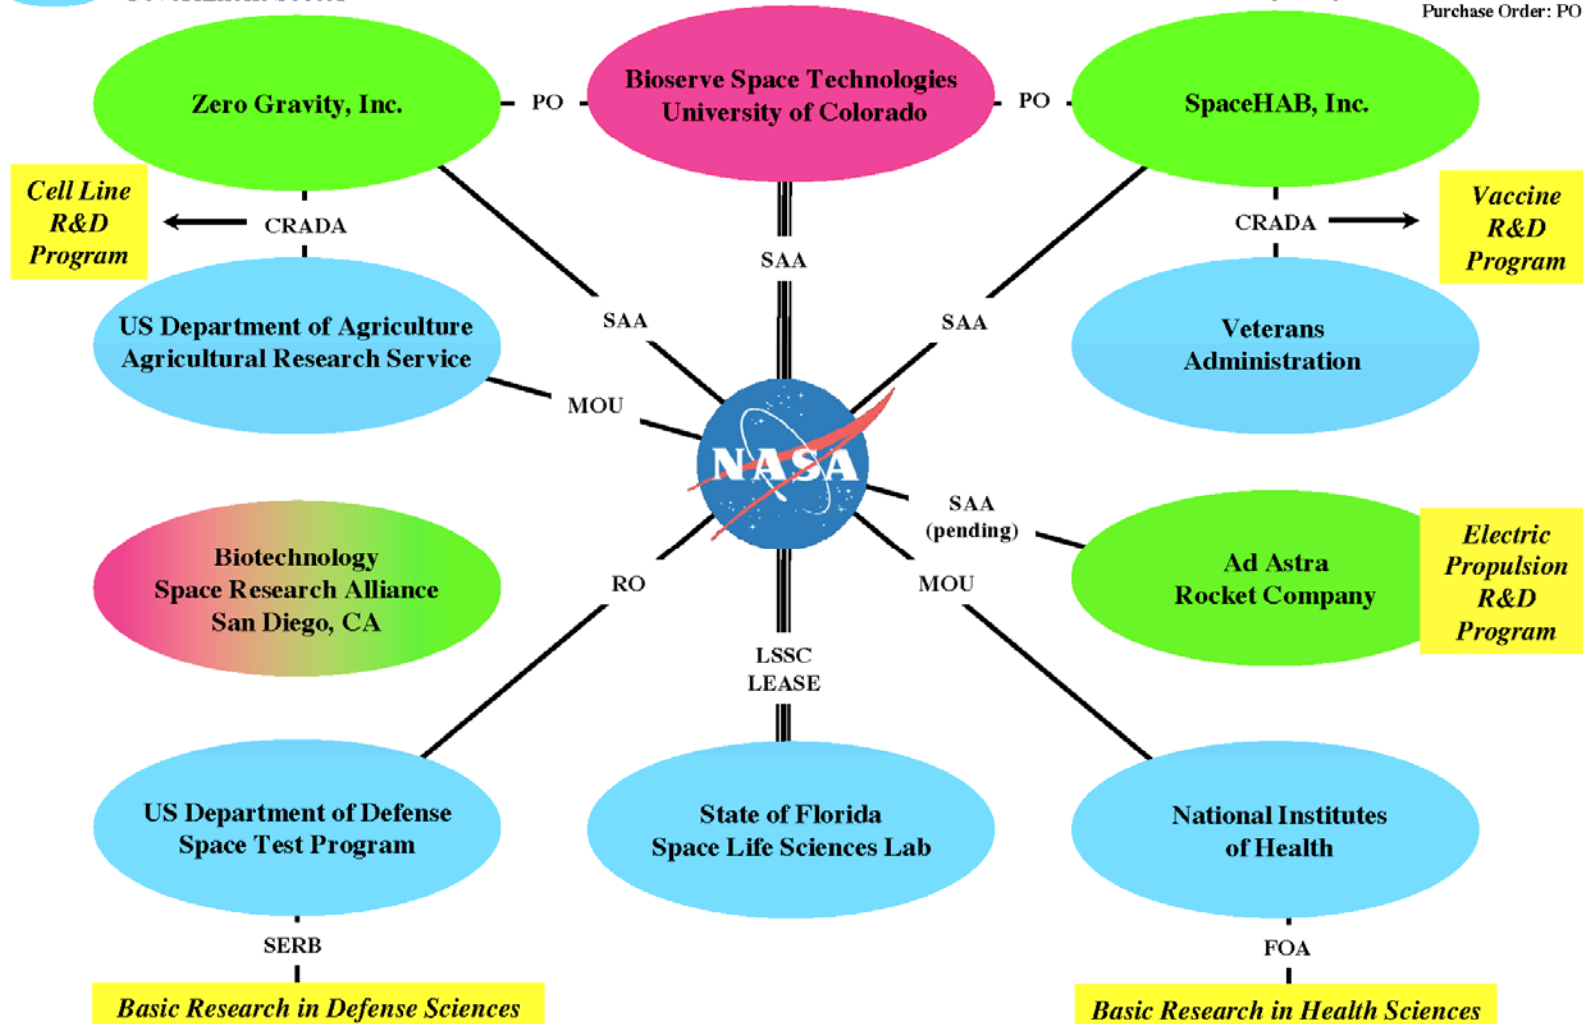 Purchase Order: PO
Zero Gravity, Inc.
PO
Bioserve Space Technologies
University of Colorado
PO
SpaceHAB, Inc.
Cell Line
R&D
Program
CRADA
SAA
CRADA
Vaccine
R&D
Program
US Department of Agriculture
Agricultural Research Service
SAA
SAA
Veterans
Administration
MOU
NASA
SAA
(pending)
Biotechnology
Space Research Alliance
San Diego, CA
RO
MOU
Ad Astra
Rocket Company
Electric
Propulsion
R&D
Program
LSSC
LEASE
US Department of Defense
Space Test Program
State of Florida
Space Life Sciences Lab
National Institutes
of Health
SERB
FOA
Basic Research in Defense Sciences
Basic Research in Health Sciences